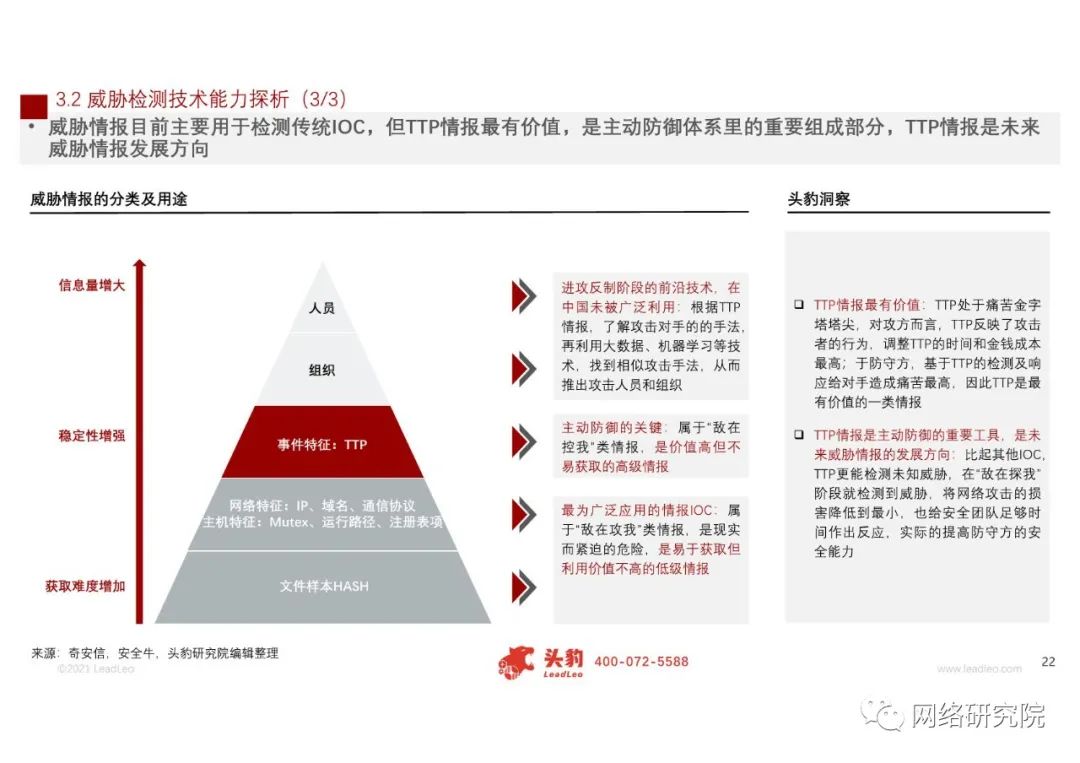 3.2 威胁检测技术能力探析（3/3）
• 威胁情报目前主要用于检测传统IOC，但TTP情报最有价值，是主动防御体系里的重要组成部分，TTP情报是未来
威胁情报发展方向
威胁情报的分类及用途
信息量增大
稳定性增强
获取难度增加
人员
组织
事件特征：TTP
网络特征：IP、域名、通信协议
主机特征：Mutex、运行路径、注册表项
文件样本HASH
进攻反制阶段的前沿技术，在
中国未被广泛利用：根据TTP
情报，了解攻击对手的的手法，
再利用大数据、机器学习等技
术，找到相似攻击手法，从而
推出攻击人员和组织
主动防御的关键：属于“敌在
控我”类情报，是价值高但不
易获取的高级情报
最为广泛应用的情报IOC：属
于“敌在攻我”类情报，是现实
而紧迫的危险，是易于获取但
利用价值不高的低级情报
头豹洞察
TTP情报最有价值：TTP处于痛苦金字
塔塔尖，对攻方而言，TTP反映了攻击
者的行为，调整TTP的时间和金钱成本
最高；于防守方，基于TTP的检测及响
应给对手造成痛苦最高，因此TTP是最
有价值的一类情报
TTP情报是主动防御的重要工具，是未
来威胁情报的发展方向：比起其他IOC，
TTP更能检测未知威胁，在“敌在探我”
阶段就检测到威胁，将网络攻击的损
害降低到最小，也给安全团队足够时
间作出反应，实际的提高防守方的安
全能力
来源：奇安信，安全牛，头豹研究院编辑整理
©2021 LeadLeo
头豹
LeadLeo
400-072-5588
www.leadleo.com
22
网络研究院